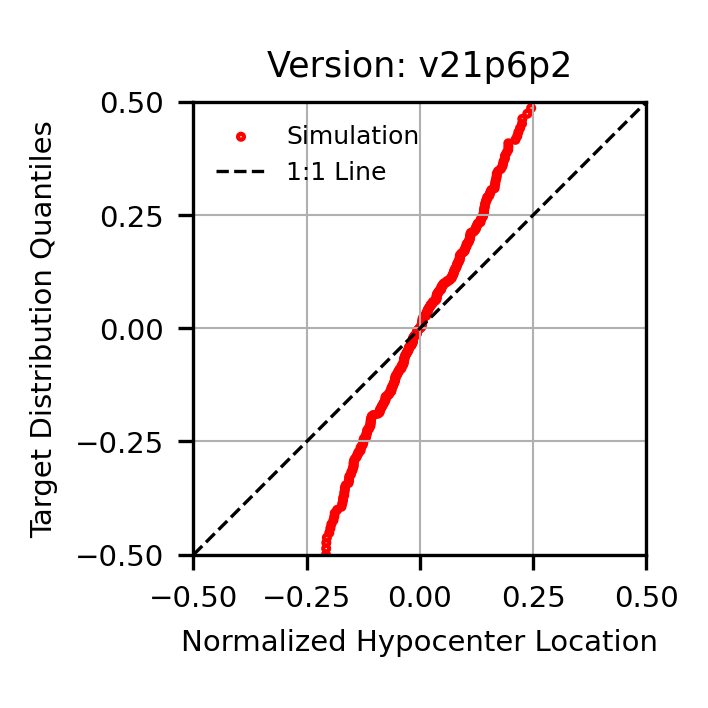 Version: v21p6p2
0.50
Simulation
1:1 Line
0.25
0.00
−0.25
−0.50
Target Distribution Quantiles
−0.50 −0.25 0.00 0.25 0.50
Normalized Hypocenter Location